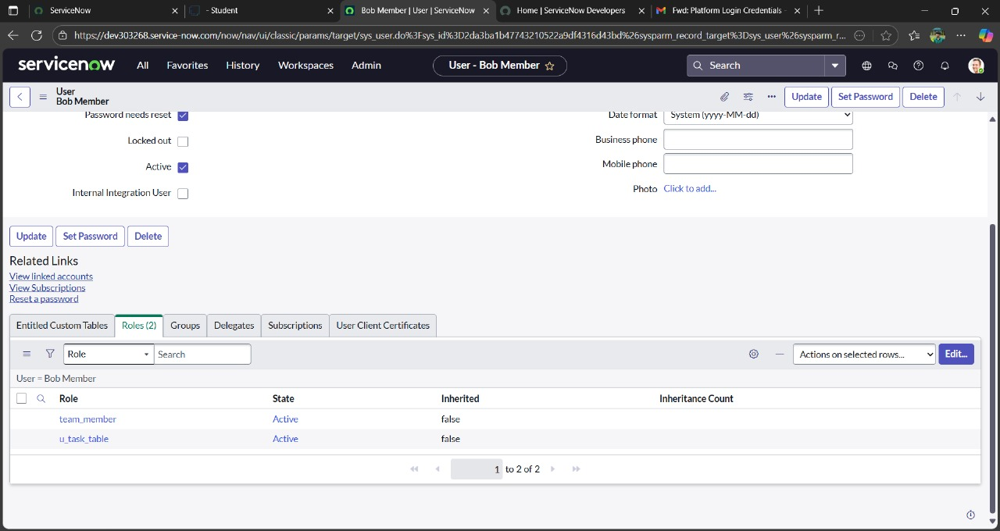 ServiceNow
- Student
Bob Member | User | ServiceNow
Home | ServiceNow Developers
Fwd: Platform Login Credentials -
https://dev303268.service-now.com/now/nav/ui/classic/params/target/sys_user.do%3Fsys_id%3D2da3ba1b47743210522a9df4316d43bd%26sysparm_record_target%3Dsys_user%26sysparm_r...
servicenow
All
Favorites
History
Workspaces
Admin
User - Bob Member
Search
User
Bob Member
Update
Set Password
Delete
Password needs reset
Date format
System (yyyy-MM-dd)
Locked out
Business phone
Active
Mobile phone
Internal Integration User
Photo
Click to add...
Update
Set Password
Delete
Related Links
View linked accounts
View Subscriptions
Reset a password
Entitled Custom Tables
Roles (2)
Groups
Delegates
Subscriptions
User Client Certificates
Role
Search
Actions on selected rows...
Edit...
User = Bob Member
Role
State
Inherited
Inheritance Count
team_member
Active
false
u_task_table
Active
false
1 to 2 of 2